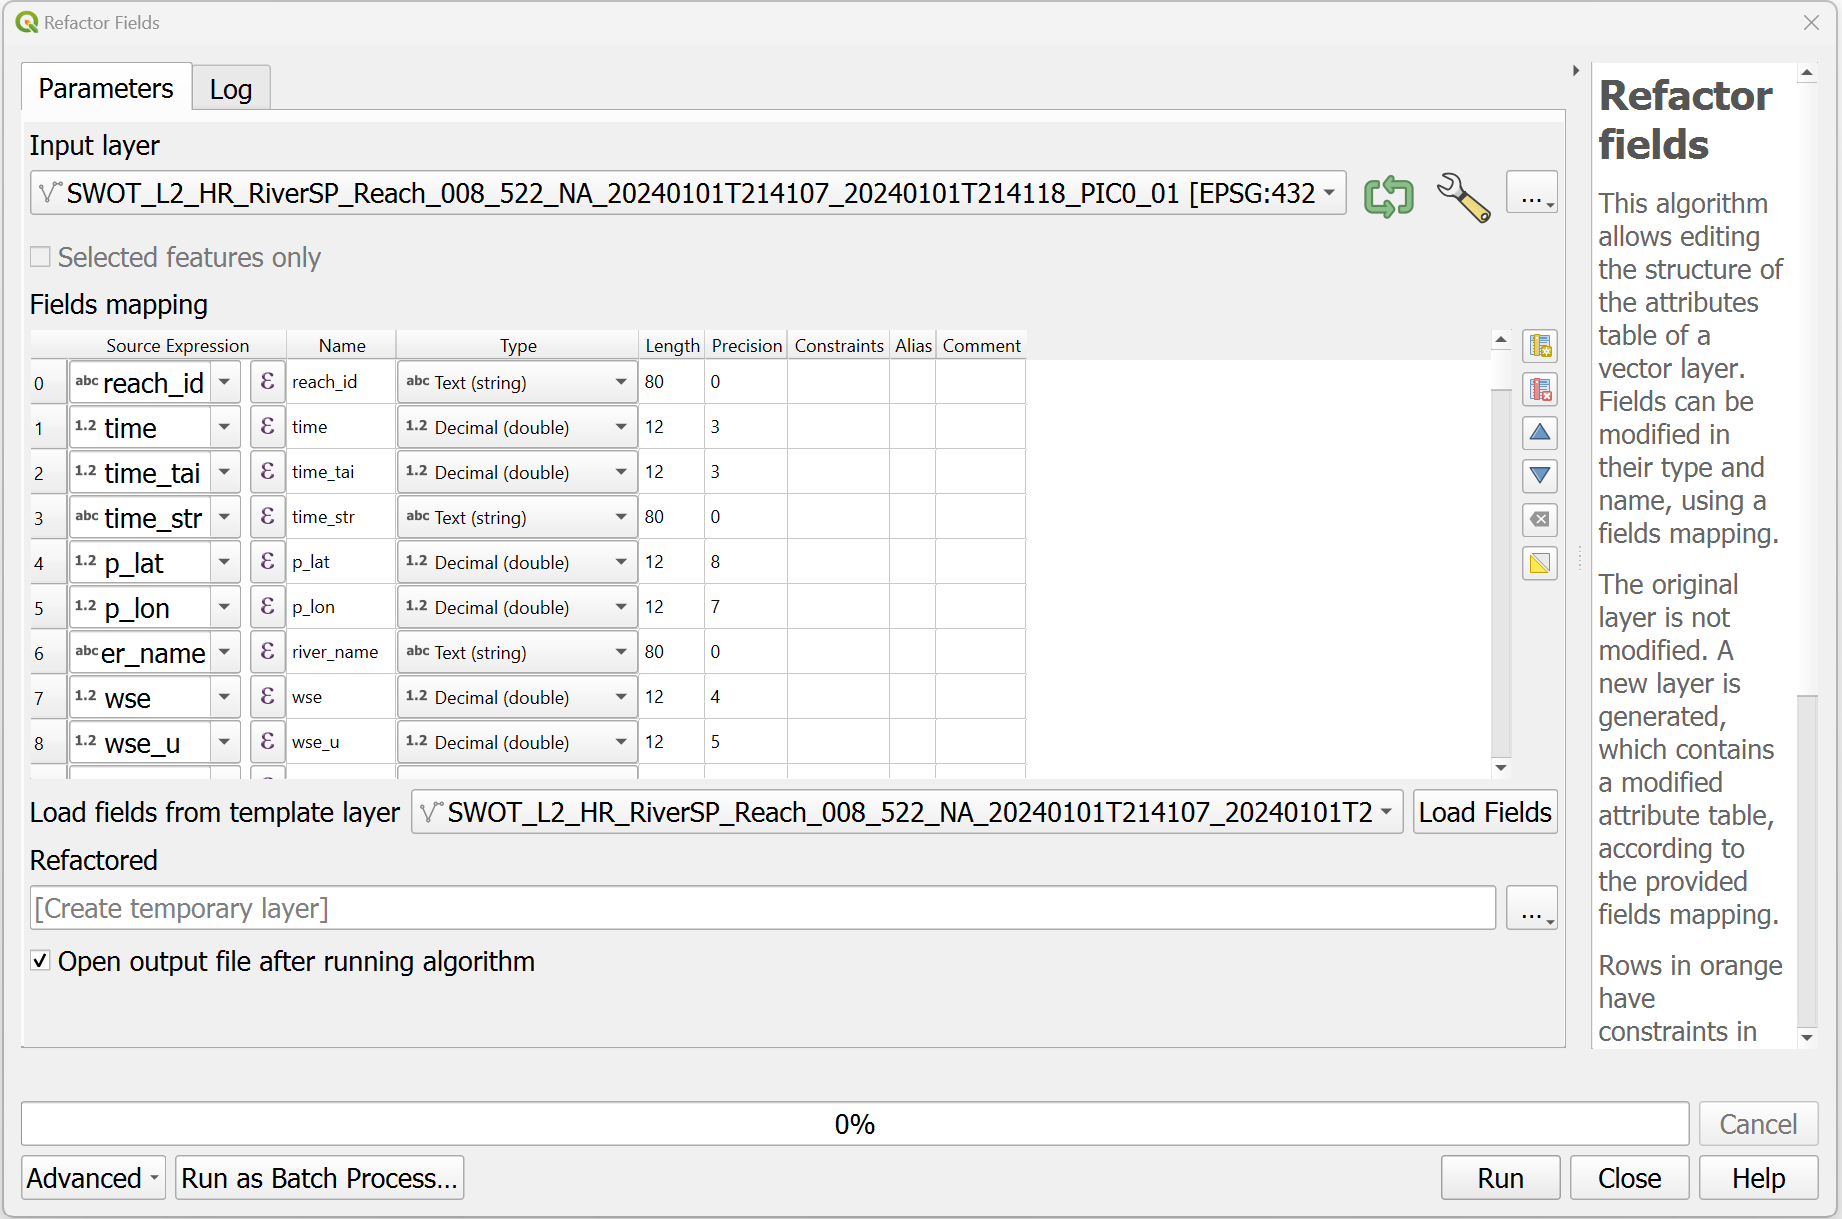 Refactor Fields
Parameters
Log
Input layer
SWOT_L2_HR_RiverSP_Reach_008_522_NA_20240101T214107_20240101T214118_PIC0_01 [EPSG:432
...
Selected features only
Fields mapping
Source Expression Name Type Length Precision Constraints Alias Comment
0 abc reach_id ε reach_id abc Text (string) 80 0
1 1.2 time ε time 1.2 Decimal (double) 12 3
2 1.2 time_tai ε time_tai 1.2 Decimal (double) 12 3
3 abc time_str ε time_str abc Text (string) 80 0
4 1.2 p_lat ε p_lat 1.2 Decimal (double) 12 8
5 1.2 p_lon ε p_lon 1.2 Decimal (double) 12 7
6 abc er_name ε river_name abc Text (string) 80 0
7 1.2 wse ε wse 1.2 Decimal (double) 12 4
8 1.2 wse_u ε wse_u 1.2 Decimal (double) 12 5
Load fields from template layer SWOT_L2_HR_RiverSP_Reach_008_522_NA_20240101T214107_20240101T2 Load Fields
Refactored
[Create temporary layer]
...
Open output file after running algorithm
Refactor
fields
This algorithm
allows editing
the structure of
the attributes
table of a
vector layer.
Fields can be
modified in
their type and
name, using a
fields mapping.
The original
layer is not
modified. A
new layer is
generated,
which contains
a modified
attribute table,
according to
the provided
fields mapping.
Rows in orange
have
constraints in
0%
Cancel
Advanced
Run as Batch Process...
Run
Close
Help